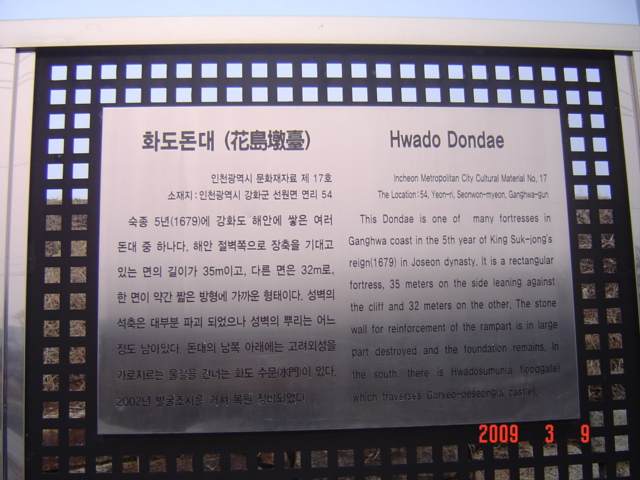 화도돈대 (花島墩臺)
인천광역시 문화재자료 제 17호
소재지 : 인천광역시 강화군 선원면 연리 54
숙종 5년(1679)에 강화도 해안에 쌓은 여러
돈대 중 하나다. 해안 절벽쪽으로 장축을 기대고
있는 면의 길이가 35m이고, 다른 면은 32m로,
한 면이 약간 짧은 방형에 가까운 형태이다. 성벽의
석축은 대부분 파괴 되었으나 성벽의 뿌리는 어느
정도 남아있다. 돈대의 남쪽 아래에는 고려외성을
가로지르는 물길을 건너는 화도 수문(水門)이 있다.
2002년 발굴조사를 거쳐 복원 정비되었다.
Hwado Dondae
Incheon Metropolitan City Cultural Material No. 17
The Location : 54, Yeon-ri, Seonwon-myeon, Ganghwa-gun
This Dondae is one of many fortresses in
Ganghwa coast in the 5th year of King Suk-jong's
reign(1679) in Joseon dynasty. It is a rectangular
fortress, 35 meters on the side leaning against
the cliff and 32 meters on the other. The stone
wall for reinforcement of the rampart is in large
part destroyed and the foundation remains. In
the south, there is Hwadosumun(a floodgate)
which traverses Goryeo-oeseong(a castle).
2009 3 9